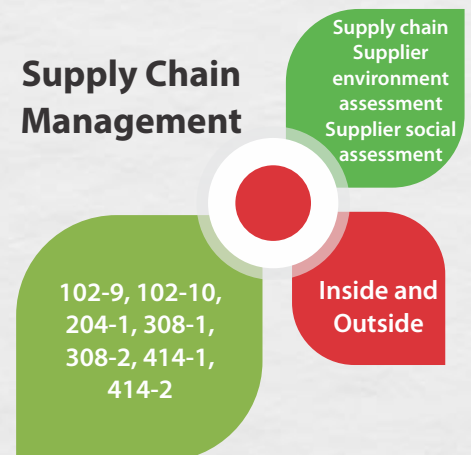 Supply Chain
Management
Supply chain
Supplier
environment
assessment
Supplier social
assessment
102-9, 102-10,
204-1, 308-1,
308-2, 414-1,
414-2
Inside and
Outside